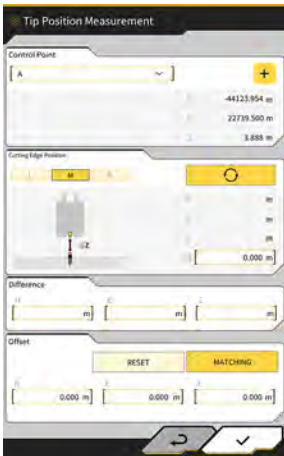 Tip Position Measurement
Control Point
[ A ]
+
-44123.954 m
22739.500 m
3.888 m
Cutting Edge Position
M
m
m
Z
m
[ 0.000 m]
Difference
[ m] [ m] [ m]
Offset
RESET MATCHING
[ 0.000 m] [ 0.000 m] [ 0.000 m]